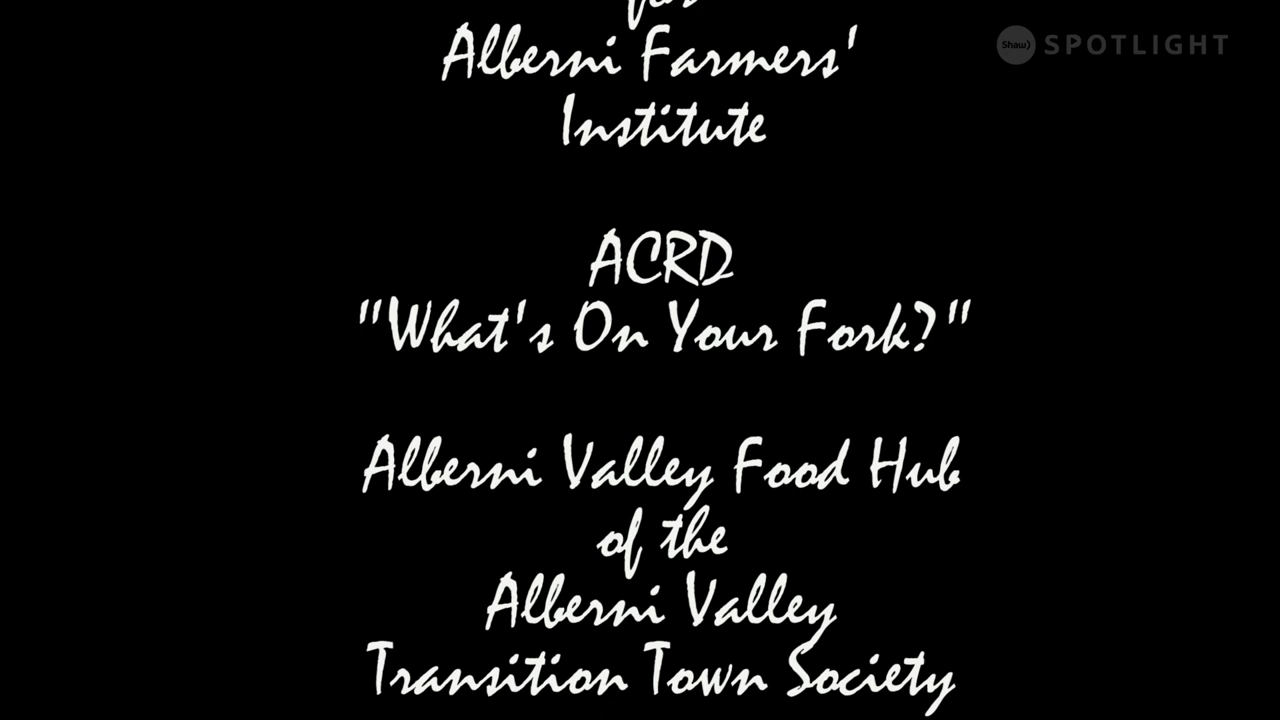 for
Alberni Farmers'
Institute
ACRD
"What's On Your Fork?"
Alberni Valley Food Hub
of the
Alberni Valley
Transition Town Society
Shaw) SPOTLIGHT